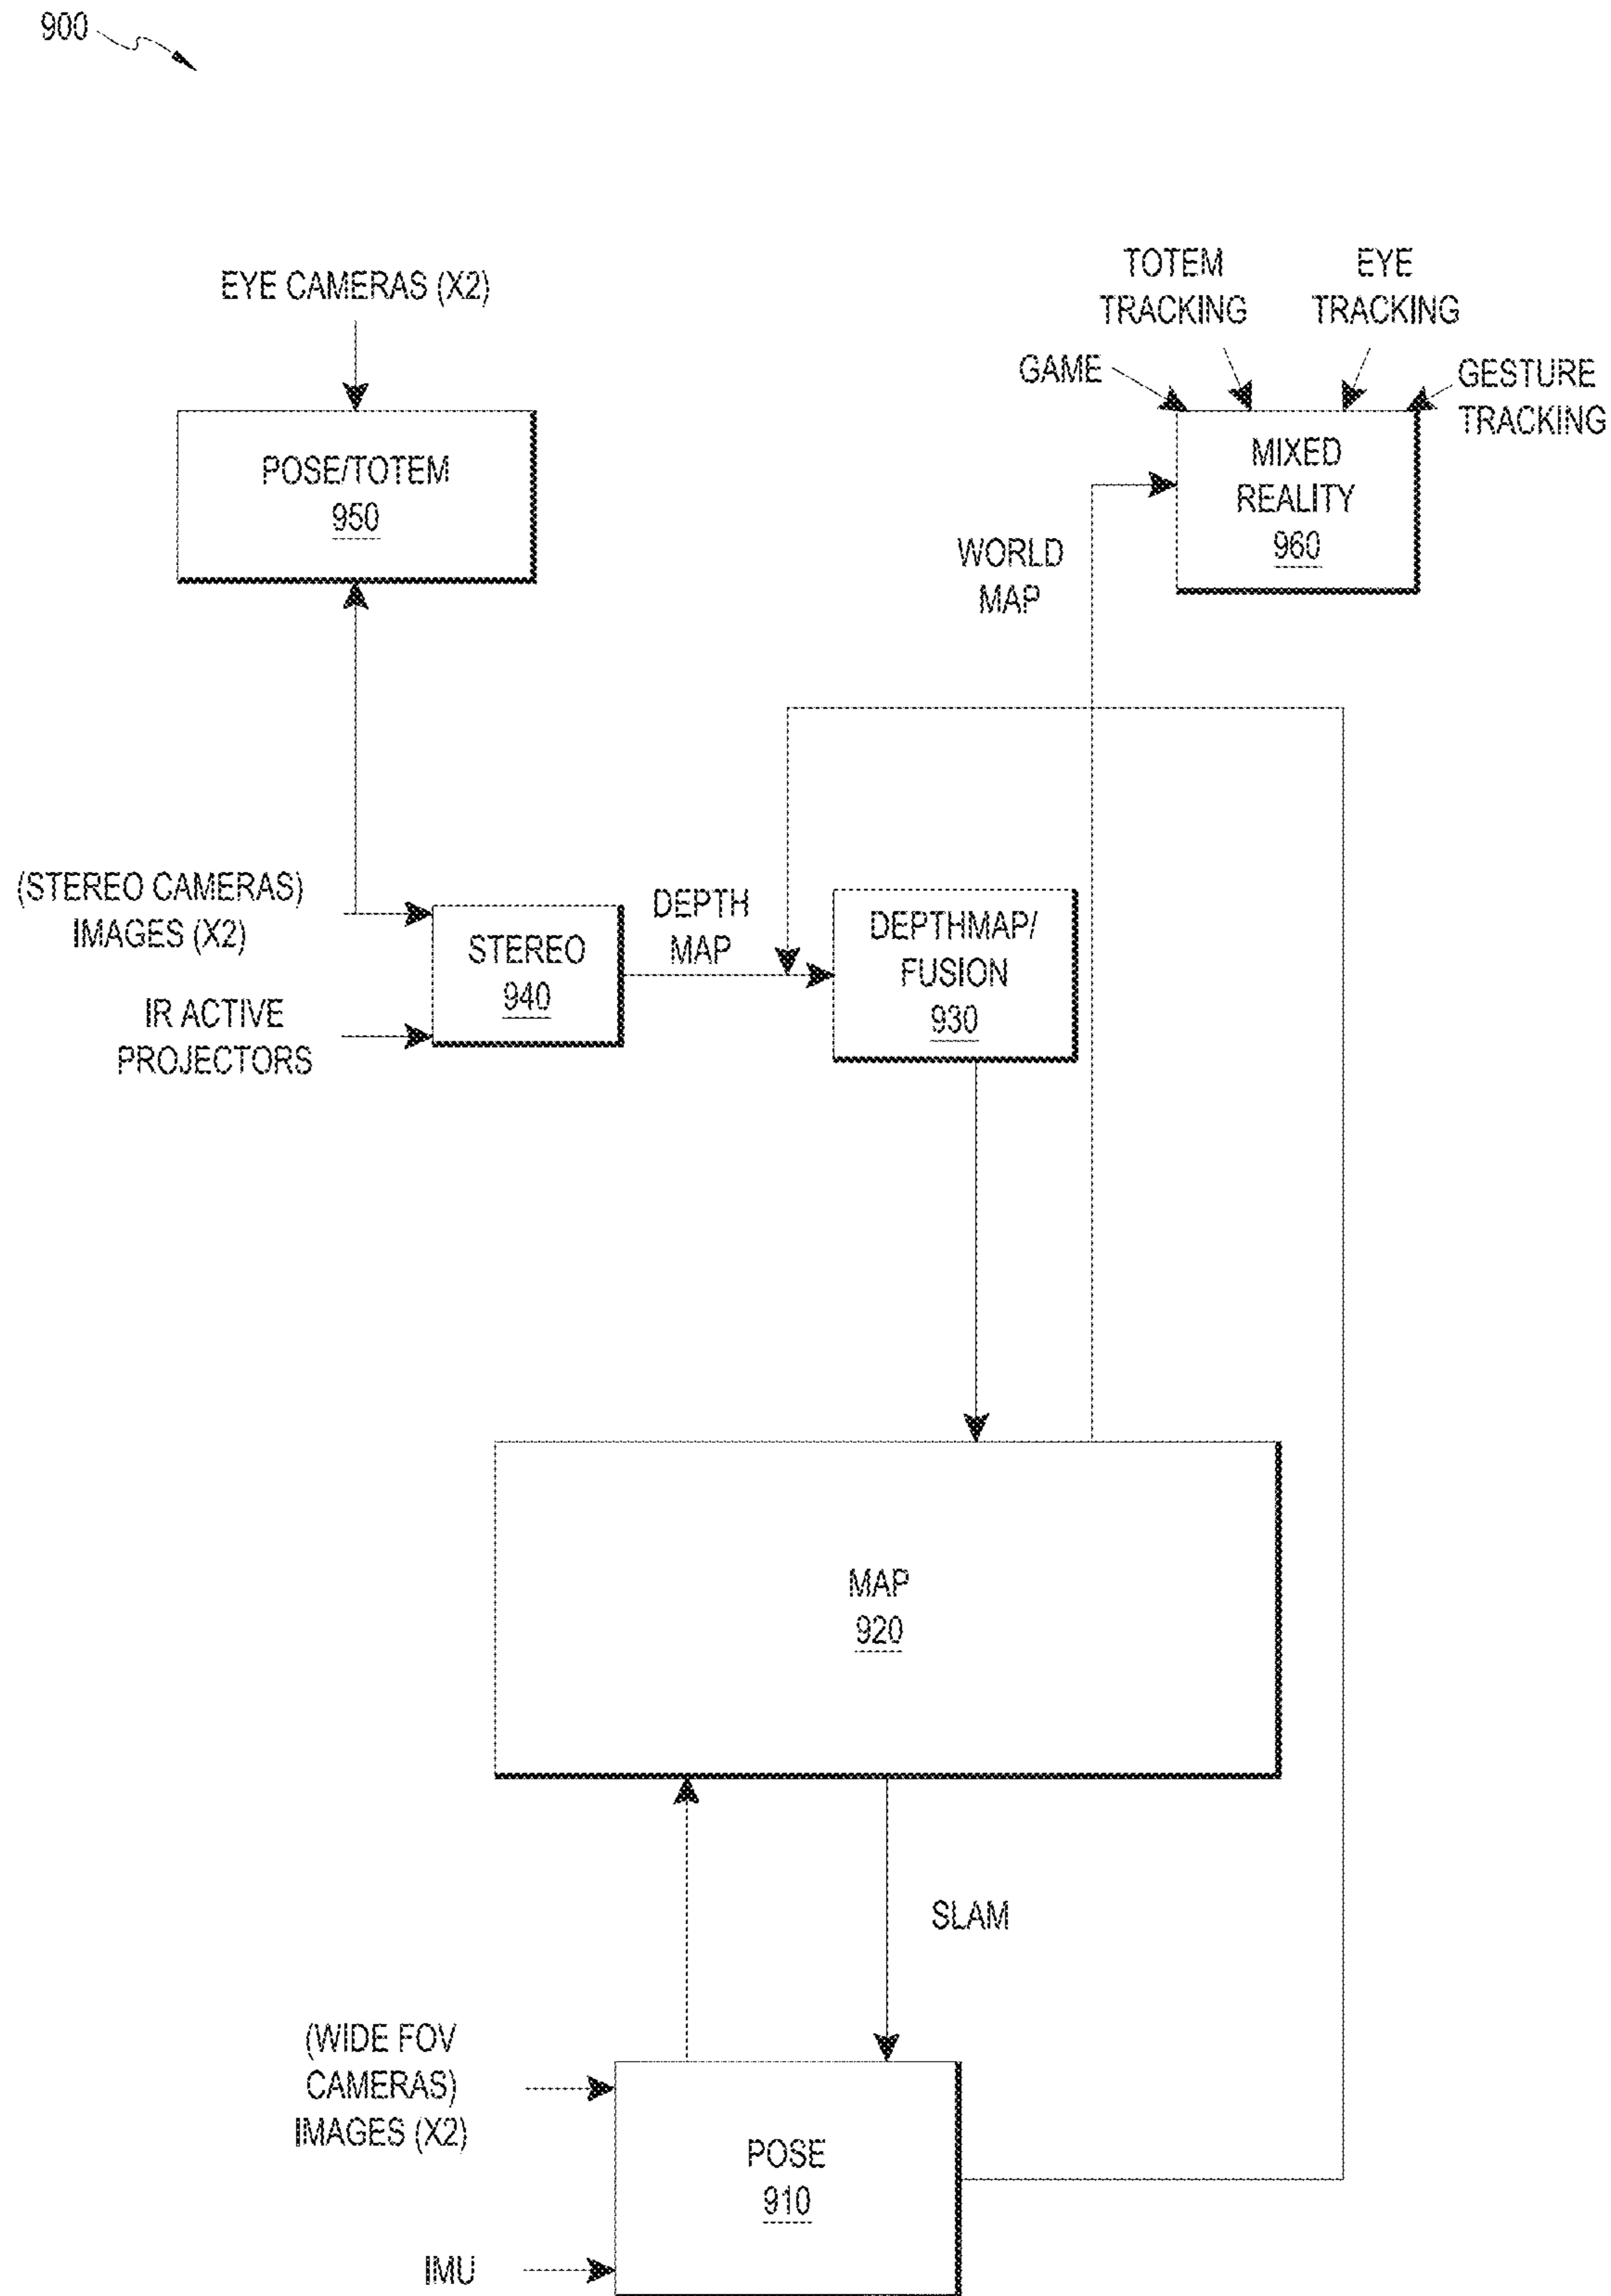 900
EYE CAMERAS (X2)
POSE/TOTEM
950
TOTEM
TRACKING
EYE
TRACKING
GAME
GESTURE
TRACKING
MIXED
REALITY
960
WORLD
MAP
(STEREO CAMERAS)
IMAGES (X2)
IR ACTIVE
PROJECTORS
STEREO
940
DEPTH
MAP
DEPTHMAP/
FUSION
930
MAP
920
SLAM
(WIDE FOV
CAMERAS)
IMAGES (X2)
IMU
POSE
910